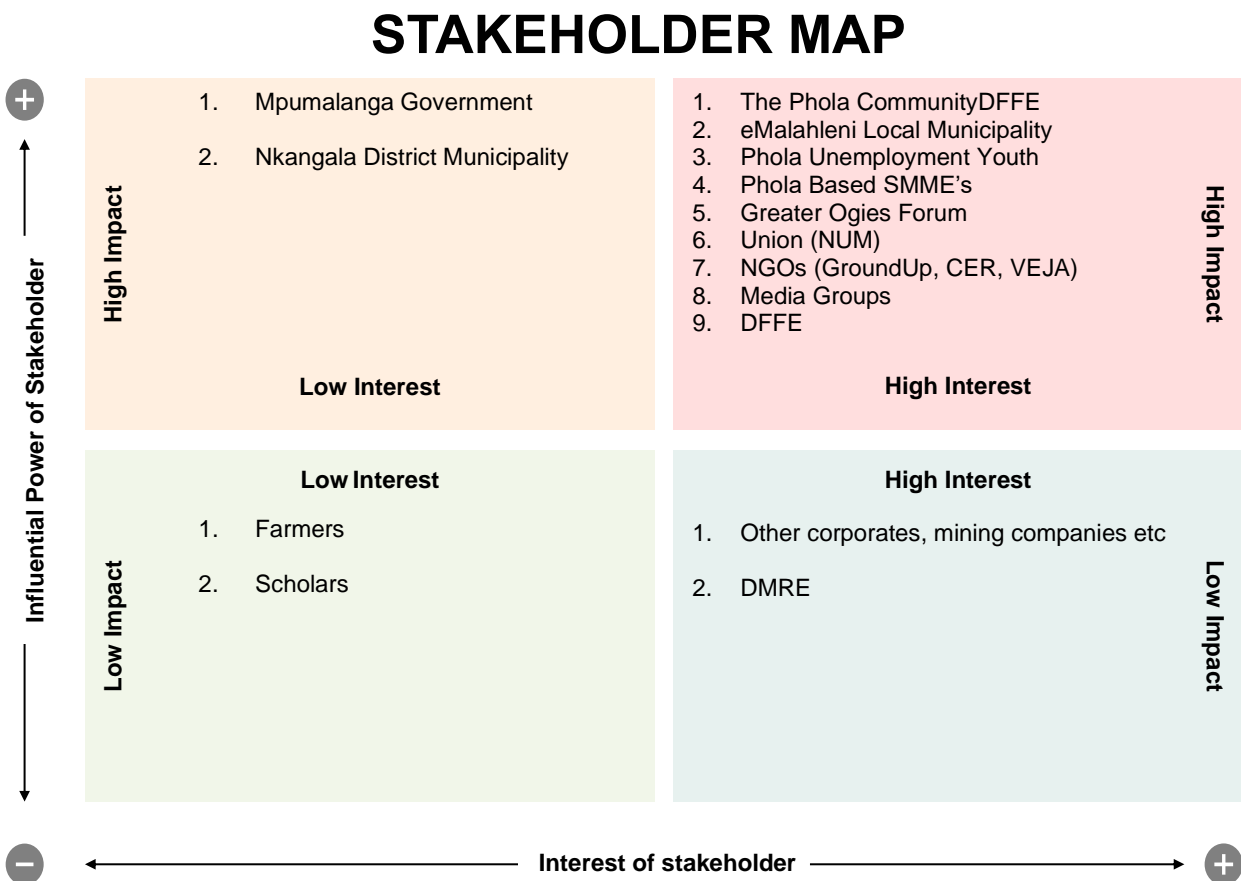 STAKEHOLDER MAP
Influential Power of Stakeholder
High Impact
1. Mpumalanga Government
2. Nkangala District Municipality
Low Interest
1. The Phola CommunityDFFE
2. eMalahleni Local Municipality
3. Phola Unemployment Youth
4. Phola Based SMME's
5. Greater Ogies Forum
6. Union (NUM)
7. NGOs (GroundUp, CER, VEJA)
8. Media Groups
9. DFFE
High Interest
High Impact
Low Interest
1. Farmers
2. Scholars
Low Impact
High Interest
1. Other corporates, mining companies etc
2. DMRE
Low Impact
Interest of stakeholder